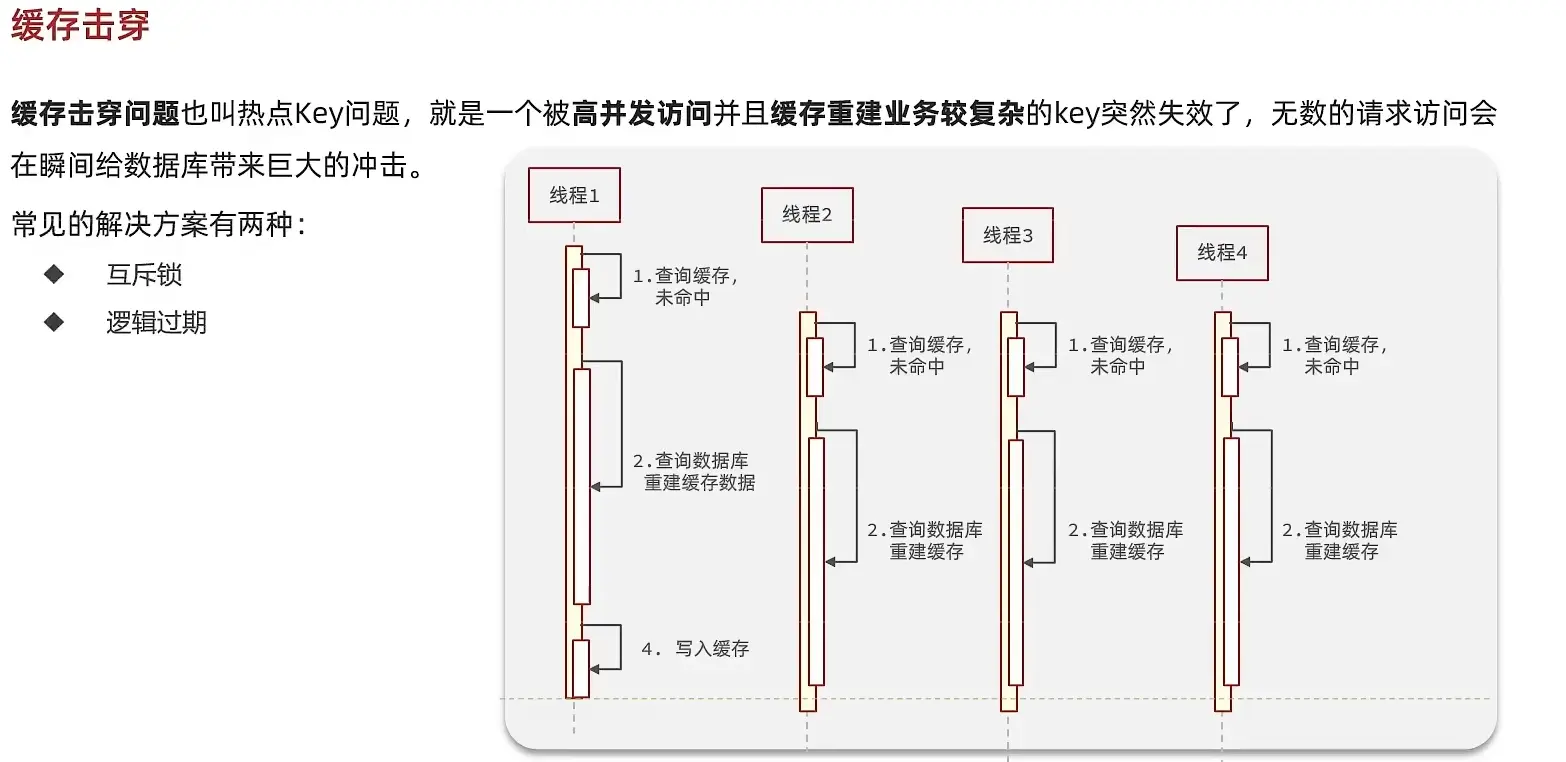 缓存击穿
缓存击穿问题也叫热点Key问题，就是一个被高并发访问并且缓存重建业务较复杂的key突然失效了，无数的请求访问会
在瞬间给数据库带来巨大的冲击。
常见的解决方案有两种：
◆ 互斥锁
◆ 逻辑过期
线程1
1.查询缓存，
未命中
2.查询数据库
重建缓存数据
4. 写入缓存
线程2
1.查询缓存，
未命中
2.查询数据库
重建缓存
线程3
1.查询缓存，
未命中
2.查询数据库
重建缓存
线程4
1.查询缓存，
未命中
2.查询数据库
重建缓存